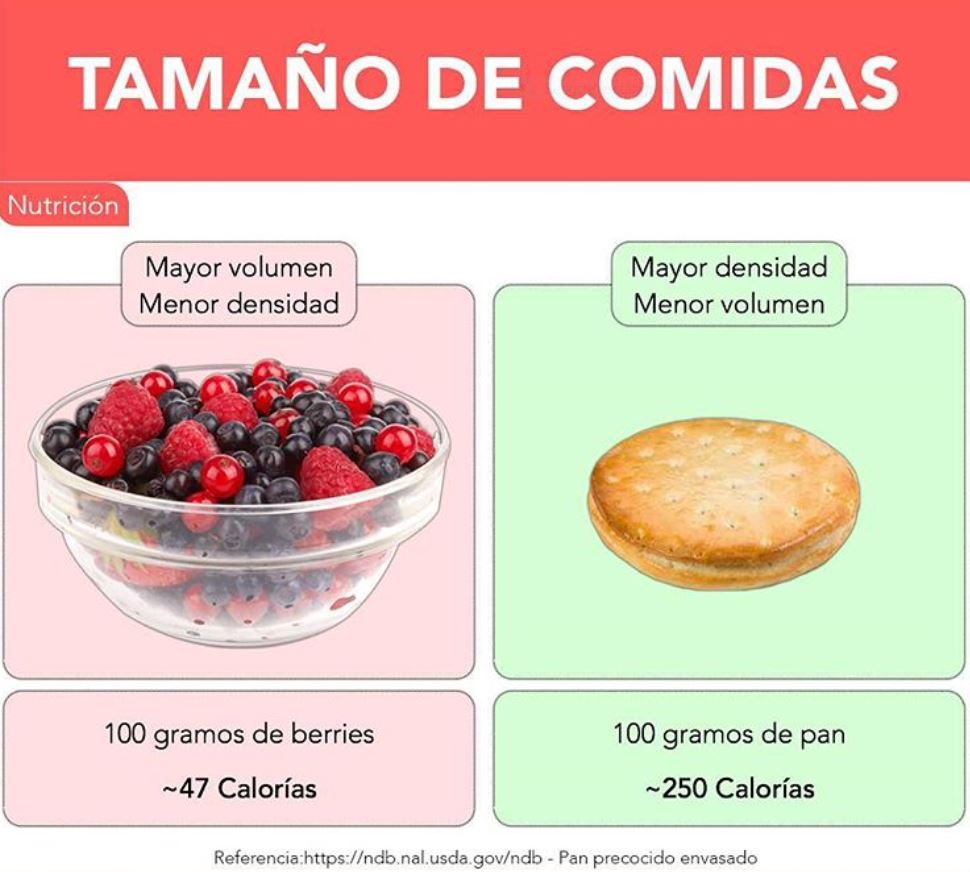 TAMAÑO DE COMIDAS
Nutrición
Mayor volumen
Menor densidad
Mayor densidad
Menor volumen
100 gramos de berries
~47 Calorías
100 gramos de pan
~250 Calorías
Referencia:https://ndb.nal.usda.gov/ndb - Pan precocido envasado